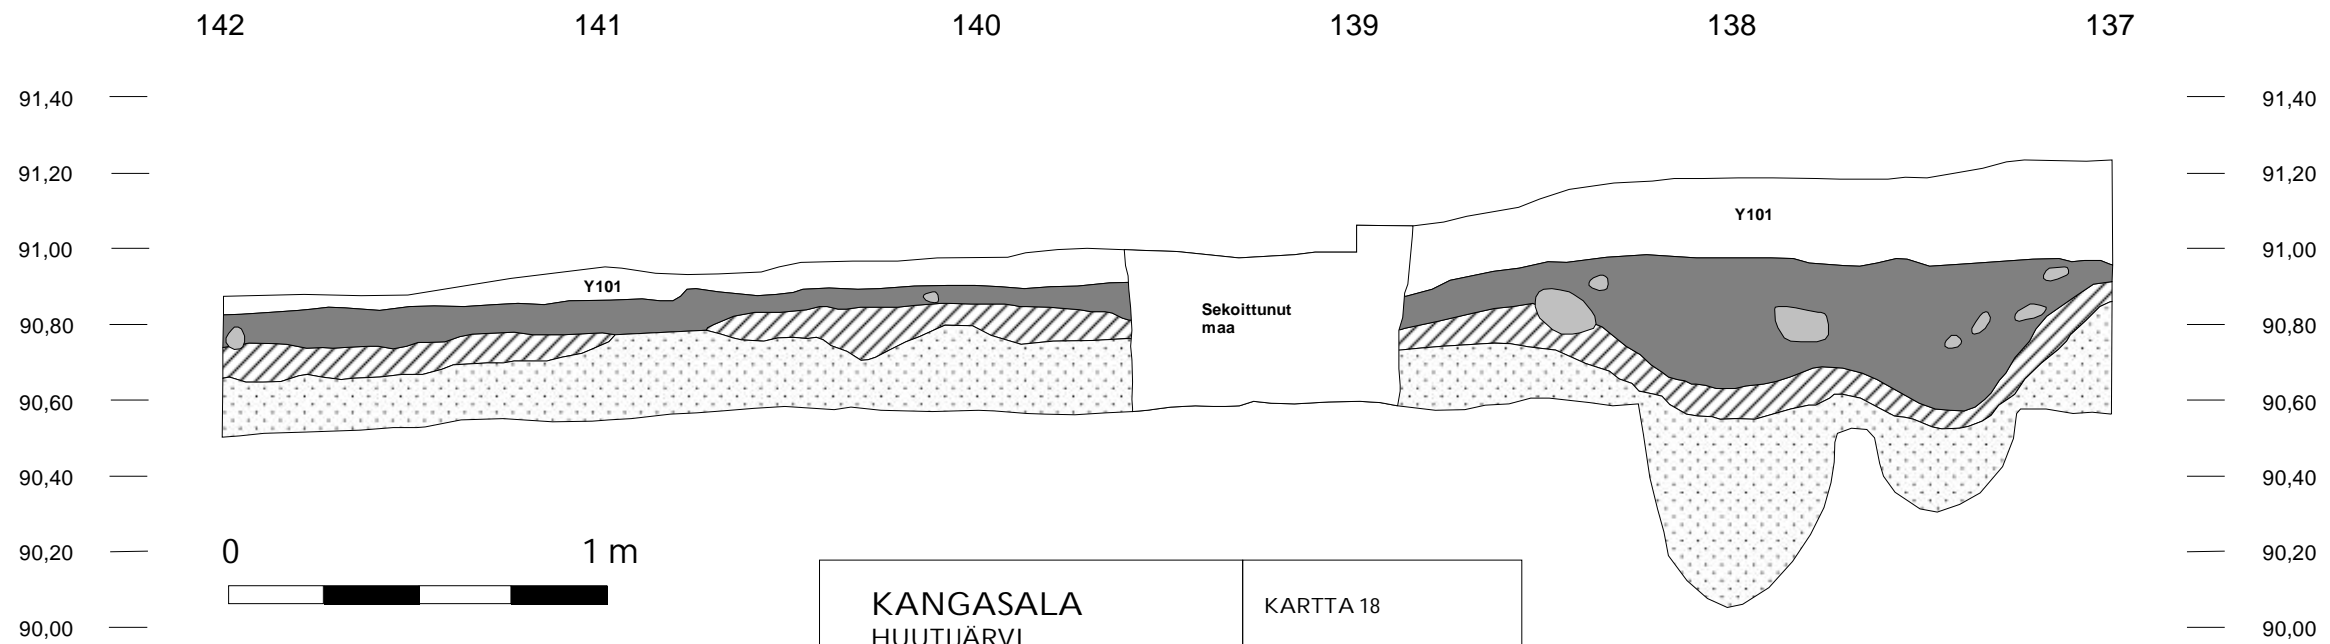 142 141 140 139 138 137
91,40 91,40
91,20 91,20
Y101
91,00 91,00
Y101
90,80 Sekoittunut 90,80
maa
90,60 90,60
90,40 90,40
90,20 0 1 m 90,20
KANGASALA KARTTA 18
90,00 90,00
HUUTIJÄRVI